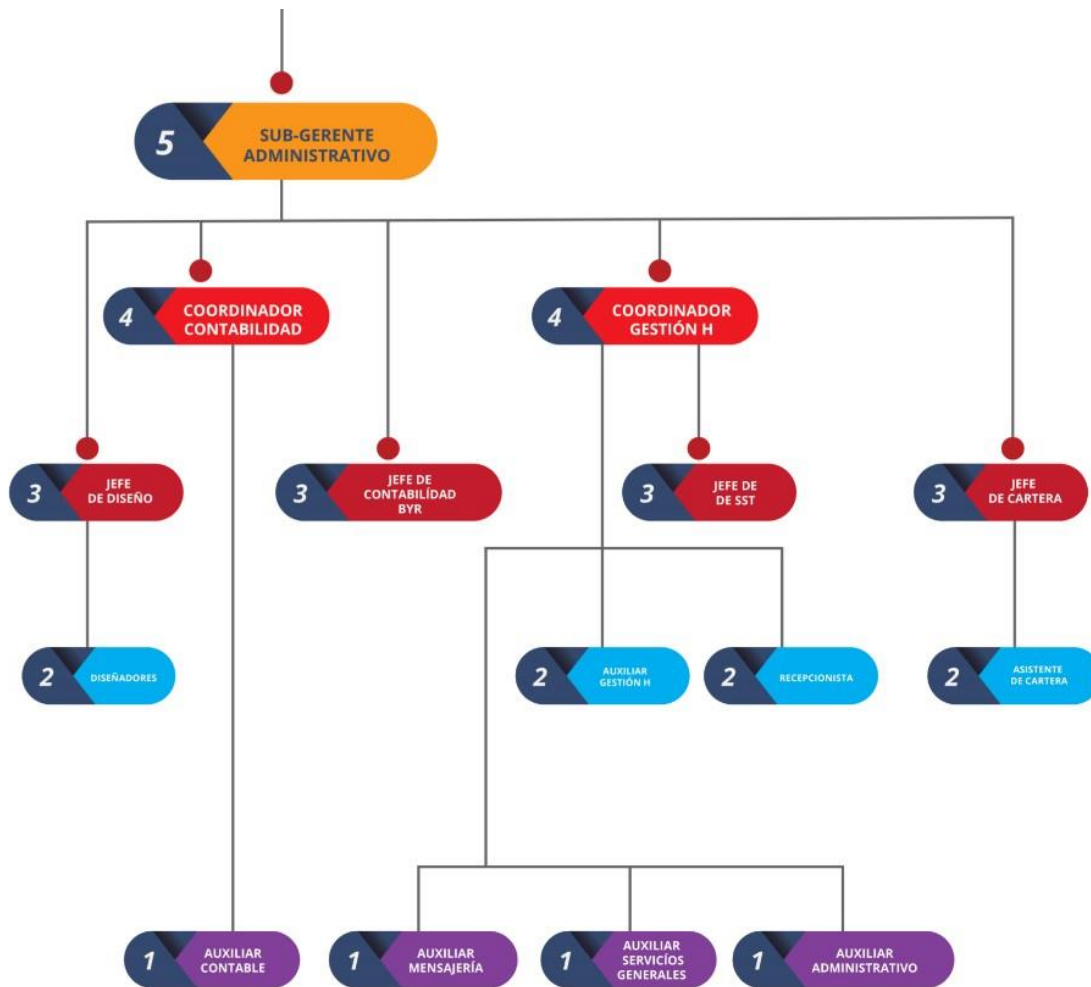 5
SUB-GERENTE
ADMINISTRATIVO
4
COORDINADOR
CONTABILIDAD
4
COORDINADOR
GESTIÓN H
3
JEFE
DE DISEÑO
3
JEFE DE
CONTABILÍDAD
BYR
3
JEFE DE
DE SST
3
JEFE
DE CARTERA
2
DISEÑADORES
2
AUXILIAR
GESTIÓN H
2
RECEPCIONISTA
2
ASISTENTE
DE CARTERA
1
AUXILIAR
CONTABLE
1
AUXILIAR
MENSAJERÍA
1
AUXILIAR
SERVICÍOS
GENERALES
1
AUXILIAR
ADMINISTRATIVO